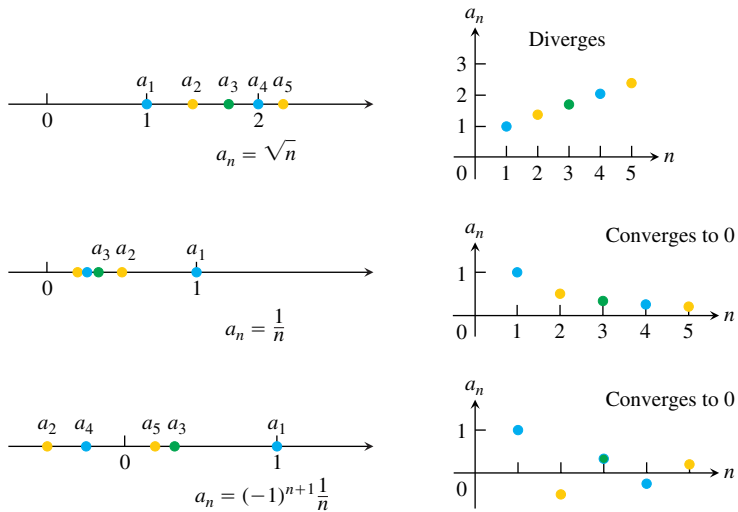 a_1 a_2 a_3 a_4 a_5
0 1 2
a_n = √n
a_n
Diverges
3
2
1
0
1 2 3 4 5
n
a_3 a_2 a_1
0 1
a_n = 1/n
a_n
Converges to 0
1
0
1 2 3 4 5
n
a_2 a_4 a_5 a_3 a_1
0 1
a_n = (−1)^{n+1} 1/n
a_n
Converges to 0
1
0
n